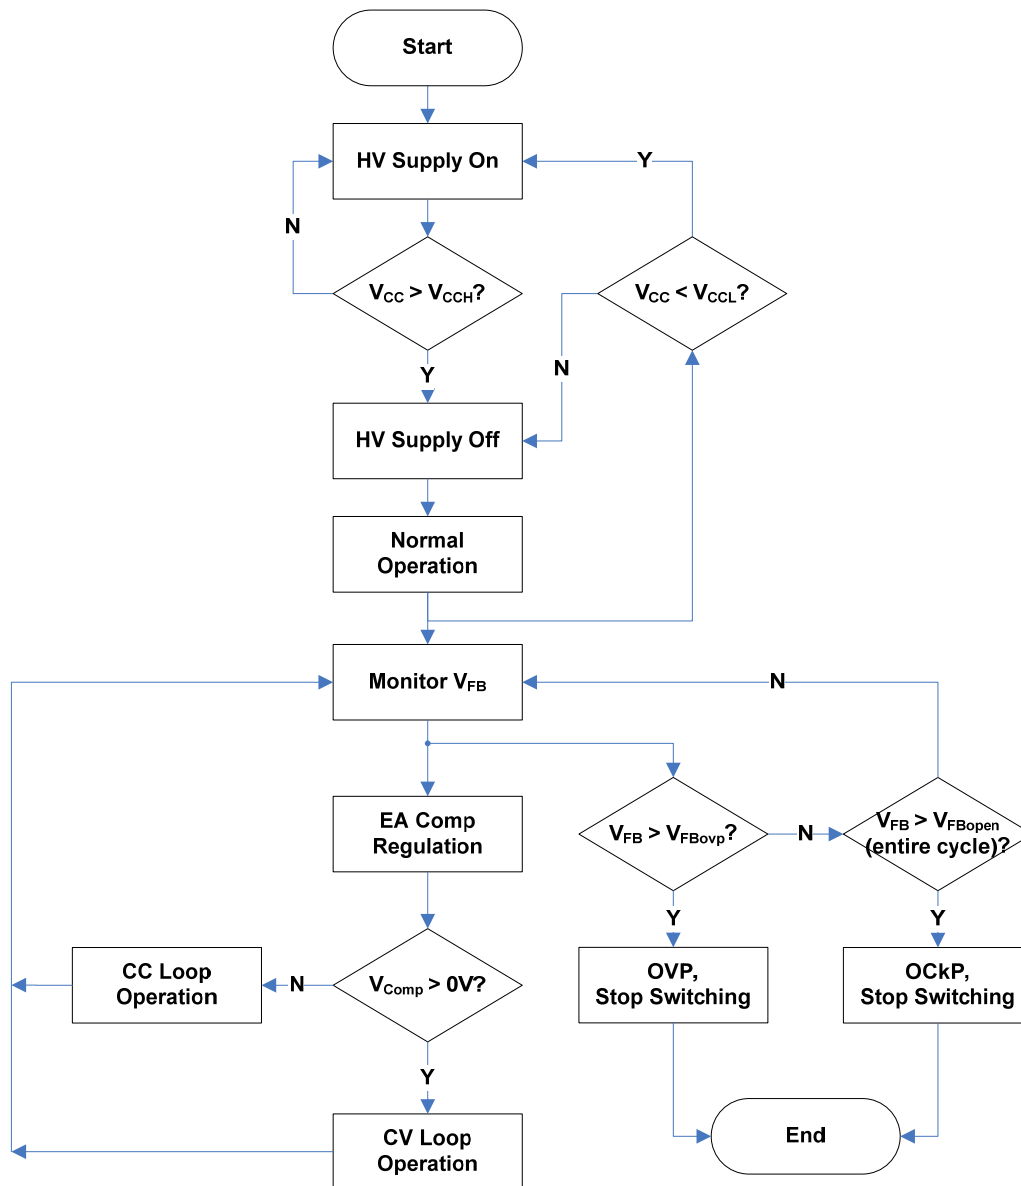 Start
HV Supply On
Y
N
VCC > VCCH?
VCC < VCCL?
Y
N
HV Supply Off
Normal
Operation
Monitor VFB
N
EA Comp
Regulation
VFB > VFBovp?
N
VFB > VFBopen
(entire cycle)?
Y
Y
CC Loop
Operation
N
VComp > 0V?
OVP,
Stop Switching
OCkP,
Stop Switching
Y
CV Loop
Operation
End